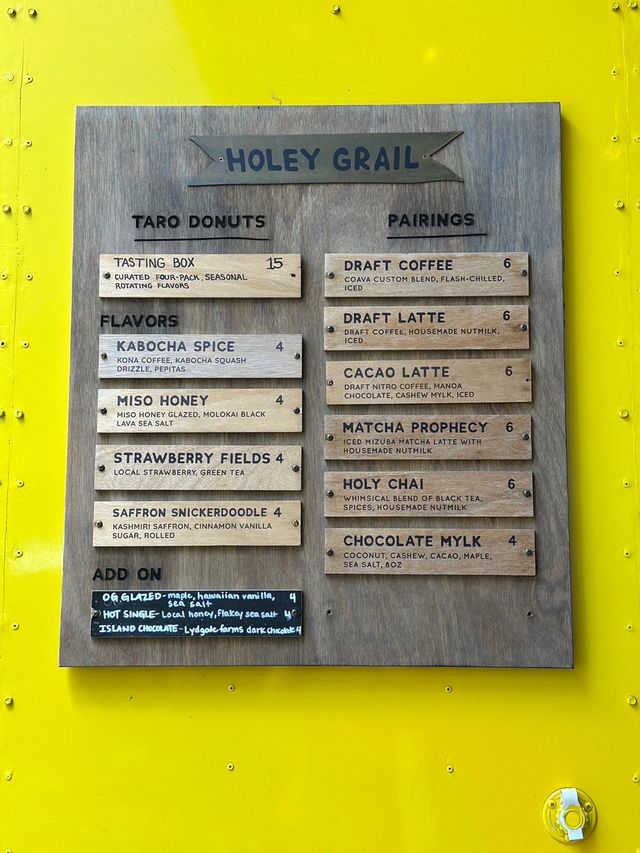 HOLEY GRAIL
TARO DONUTS
TASTING BOX 15
CURATED FOUR-PACK, SEASONAL
ROTATING FLAVORS
FLAVORS
KABOCHA SPICE 4
KONA COFFEE, KABOCHA SQUASH
DRIZZLE, PEPITAS
MISO HONEY 4
MISO HONEY GLAZED, MOLOKAI BLACK
LAVA SEA SALT
STRAWBERRY FIELDS 4
LOCAL STRAWBERRY, GREEN TEA
SAFFRON SNICKERDOODLE 4
KASHMIRI SAFFRON, CINNAMON VANILLA
SUGAR, ROLLED
ADD ON
OG GLAZED - maple, hawaiian vanilla, 4
sea salt
HOT SINGLE - Local honey, flakey sea salt 4
ISLAND CHOCOLATE - Lydgate farms dark chocolate 4
PAIRINGS
DRAFT COFFEE 6
COAVA CUSTOM BLEND, FLASH-CHILLED,
ICED
DRAFT LATTE 6
DRAFT COFFEE, HOUSEMADE NUTMILK,
ICED
CACAO LATTE 6
DRAFT NITRO COFFEE, MANOA
CHOCOLATE, CASHEW MYLK, ICED
MATCHA PROPHECY 6
ICED MIZUBA MATCHA LATTE WITH
HOUSEMADE NUTMILK
HOLY CHAI 6
WHIMSICAL BLEND OF BLACK TEA,
SPICES, HOUSEMADE NUTMILK
CHOCOLATE MYLK 4
COCONUT, CASHEW, CACAO, MAPLE,
SEA SALT, 8OZ